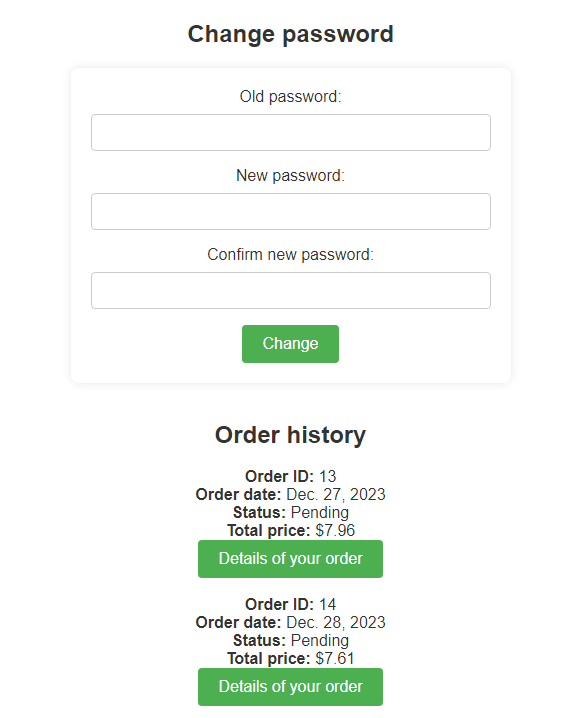 Change password
Old password:
New password:
Confirm new password:
Change
Order history
Order ID: 13
Order date: Dec. 27, 2023
Status: Pending
Total price: $7.96
Details of your order
Order ID: 14
Order date: Dec. 28, 2023
Status: Pending
Total price: $7.61
Details of your order